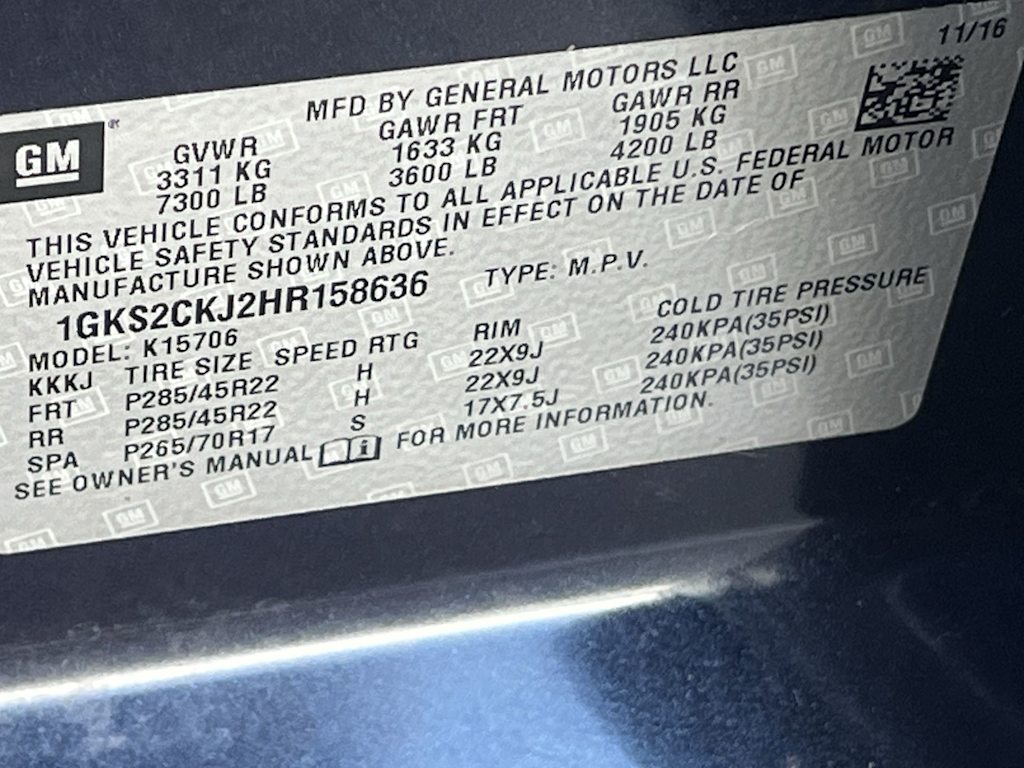 11/16
MFD BY GENERAL MOTORS LLC
GM
GVWR GAWR FRT GAWR RR
3311 KG 1633 KG 1905 KG
7300 LB 3600 LB 4200 LB
THIS VEHICLE CONFORMS TO ALL APPLICABLE U.S. FEDERAL MOTOR
VEHICLE SAFETY STANDARDS IN EFFECT ON THE DATE OF
MANUFACTURE SHOWN ABOVE.
1GKS2CKJ2HR158636 TYPE: M.P.V.
MODEL: K15706
KKKJ TIRE SIZE SPEED RTG RIM COLD TIRE PRESSURE
FRT P285/45R22 H 22X9J 240KPA(35PSI)
RR P285/45R22 H 22X9J 240KPA(35PSI)
SPA P265/70R17 S 17X7.5J 240KPA(35PSI)
SEE OWNER'S MANUAL FOR MORE INFORMATION.